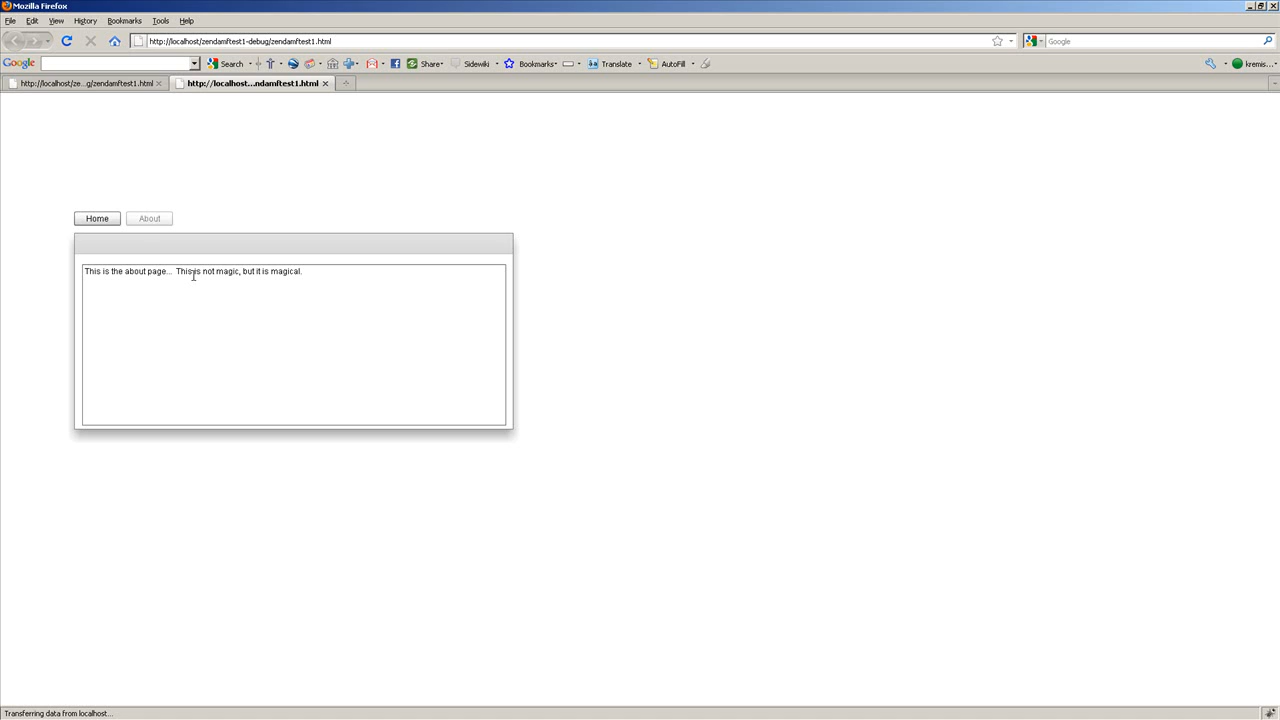 Mozilla Firefox
File Edit View History Bookmarks Tools Help
http://localhost/zendamftest1-debug/zendamftest1.html
Google
Google Search Share Sidewiki Bookmarks Translate AutoFill kremis...
http://localhost/ze...g/zendamftest1.html http://localhost...ndamftest1.html
Home About
This is the about page... This is not magic, but it is magical.
Transferring data from localhost...